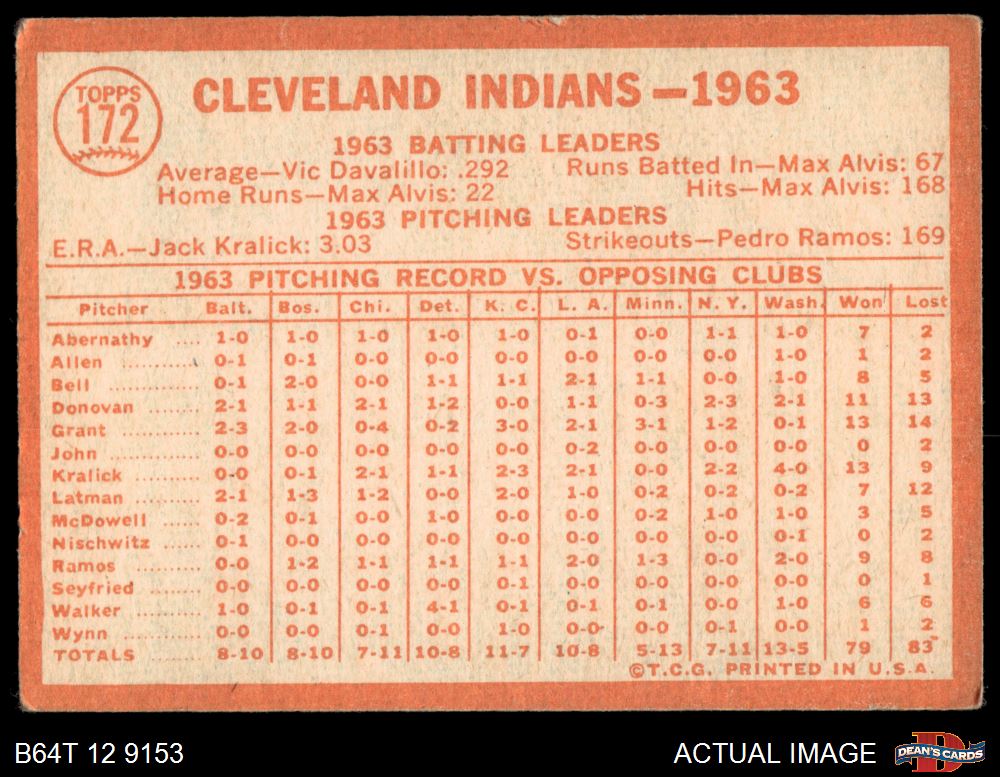 TOPPS
172
CLEVELAND INDIANS—1963
1963 BATTING LEADERS
Average—Vic Davalillo: .292 Runs Batted In—Max Alvis: 67
Home Runs—Max Alvis: 22 Hits—Max Alvis: 168
1963 PITCHING LEADERS
E.R.A.—Jack Kralick: 3.03 Strikeouts—Pedro Ramos: 169
1963 PITCHING RECORD VS. OPPOSING CLUBS
Pitcher Balt. Bos. Chi. Det. K. C. L. A. Minn. N. Y. Wash. Won Lost
Abernathy .... 1-0 1-0 1-0 1-0 1-0 0-1 0-0 1-1 1-0 7 2
Allen .......... 0-1 0-1 0-0 0-0 0-0 0-0 0-0 0-0 1-0 1 2
Bell ............ 0-1 2-0 0-0 1-1 1-1 2-1 1-1 0-0 1-0 8 5
Donovan ........ 2-1 1-1 2-1 1-2 0-0 1-1 0-3 2-3 2-1 11 13
Grant .......... 2-3 2-0 0-4 0-2 3-0 2-1 3-1 1-2 0-1 13 14
John ........... 0-0 0-0 0-0 0-0 0-0 0-2 0-0 0-0 0-0 0 2
Kralick ........ 0-0 0-1 2-1 1-1 2-3 2-1 0-0 2-2 4-0 13 9
Latman ......... 2-1 1-3 1-2 0-0 2-0 1-0 0-2 0-2 0-2 7 12
McDowell ...... 0-2 0-1 0-0 1-0 0-0 0-0 0-2 1-0 1-0 3 5
Nischwitz ...... 0-1 0-0 0-0 0-0 0-0 0-0 0-0 0-0 0-1 0 2
Ramos .......... 0-0 1-2 1-1 1-1 1-1 2-0 1-3 0-0 2-0 9 8
Seyfried ....... 0-0 0-0 0-0 0-0 0-1 0-0 0-0 0-0 0-0 0 1
Walker ......... 1-0 0-1 0-1 4-1 0-1 0-1 0-1 0-0 1-0 6 6
Wynn ........... 0-0 0-0 0-1 0-0 1-0 0-0 0-0 0-1 0-0 1 2
TOTALS ........ 8-10 8-10 7-11 10-8 11-7 10-8 5-13 7-11 13-5 79 83
©T.C.G. PRINTED IN U.S.A.
B64T 12 9153 ACTUAL IMAGE DEAN'S CARDS